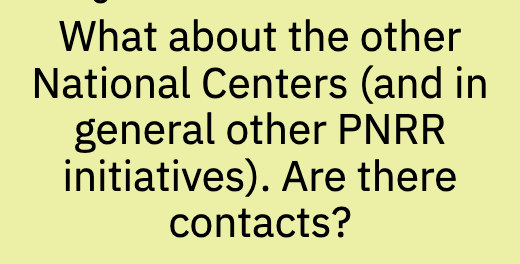 What about the other
National Centers (and in
general other PNRR
initiatives). Are there
contacts?